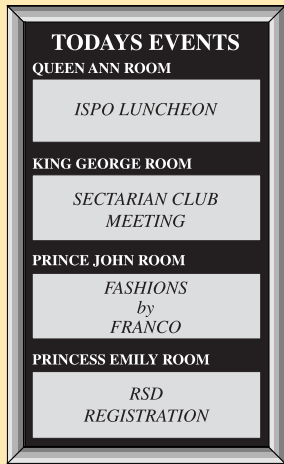 TODAYS EVENTS
QUEEN ANN ROOM
ISPO LUNCHEON
KING GEORGE ROOM
SECTARIAN CLUB
MEETING
PRINCE JOHN ROOM
FASHIONS
by
FRANCO
PRINCESS EMILY ROOM
RSD
REGISTRATION